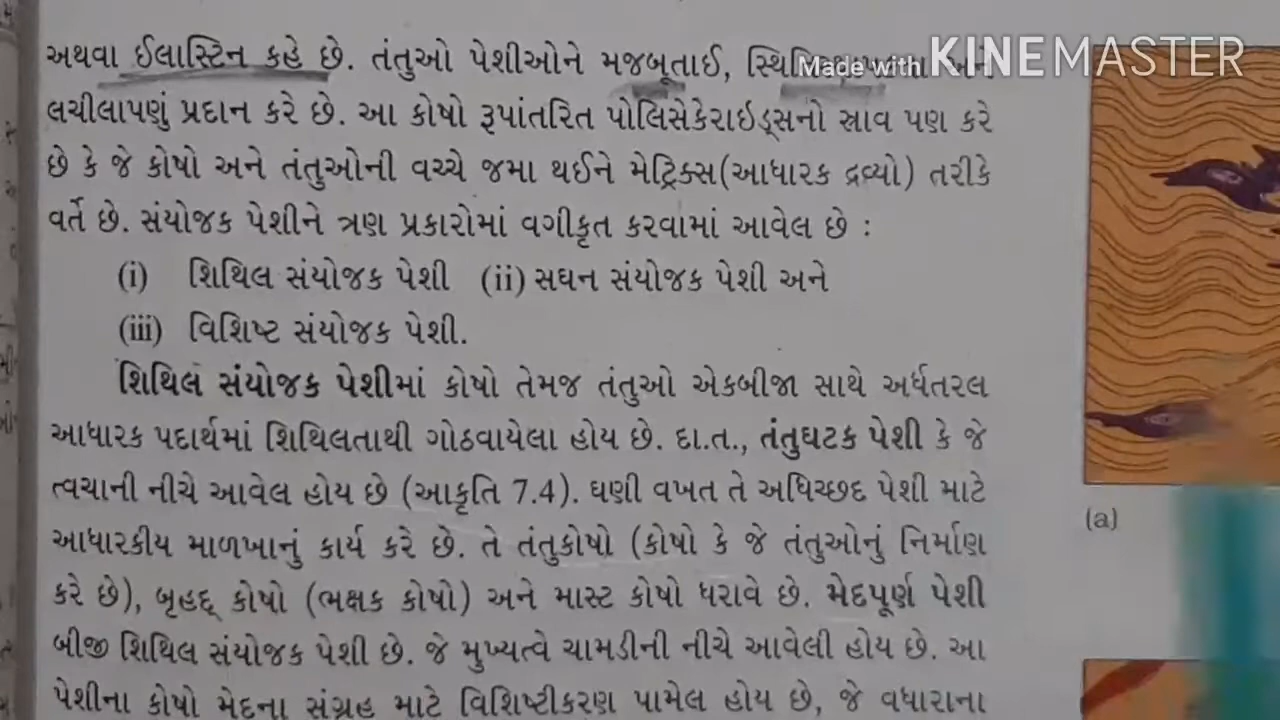 અથવા ઈલાસ્ટિન કહે છે. તંતુઓ પેશીઓને મજબૂતાઈ,
Made with KINEMASTER
લચીલાપણું પ્રદાન કરે છે. આ કોષો રૂપાંતરિત પોલિસેકેરાઇડ્સનો સ્રાવ પણ કરે
છે કે જે કોષો અને તંતુઓની વચ્ચે જમા થઈને મેટ્રિક્સ(આધારક દ્રવ્યો) તરીકે
વર્તે છે. સંયોજક પેશીને ત્રણ પ્રકારોમાં વગીકૃત કરવામાં આવેલ છે :
(i) શિથિલ સંયોજક પેશી (ii) સઘન સંયોજક પેશી અને
(iii) વિશિષ્ટ સંયોજક પેશી.
શિથિલ સંયોજક પેશીમાં કોષો તેમજ તંતુઓ એકબીજા સાથે અર્ધતરલ
આધારક પદાર્થમાં શિથિલતાથી ગોઠવાયેલા હોય છે. દા.ત., તંતુઘટક પેશી કે જે
ત્વચાની નીચે આવેલ હોય છે (આકૃતિ 7.4). ઘણી વખત તે અધિચ્છદ પેશી માટે
આધારકીય માળખાનું કાર્ય કરે છે. તે તંતુકોષો (કોષો કે જે તંતુઓનું નિર્માણ
કરે છે), બૃહદ્ કોષો (ભક્ષક કોષો) અને માસ્ટ કોષો ધરાવે છે. મેદપૂર્ણ પેશી
બીજી શિથિલ સંયોજક પેશી છે. જે મુખ્યત્વે ચામડીની નીચે આવેલી હોય છે. આ
પેશીના કોષો મેદના સંગ્રહ માટે વિશિષ્ટીકરણ પામેલ હોય છે, જે વધારાના
(a)